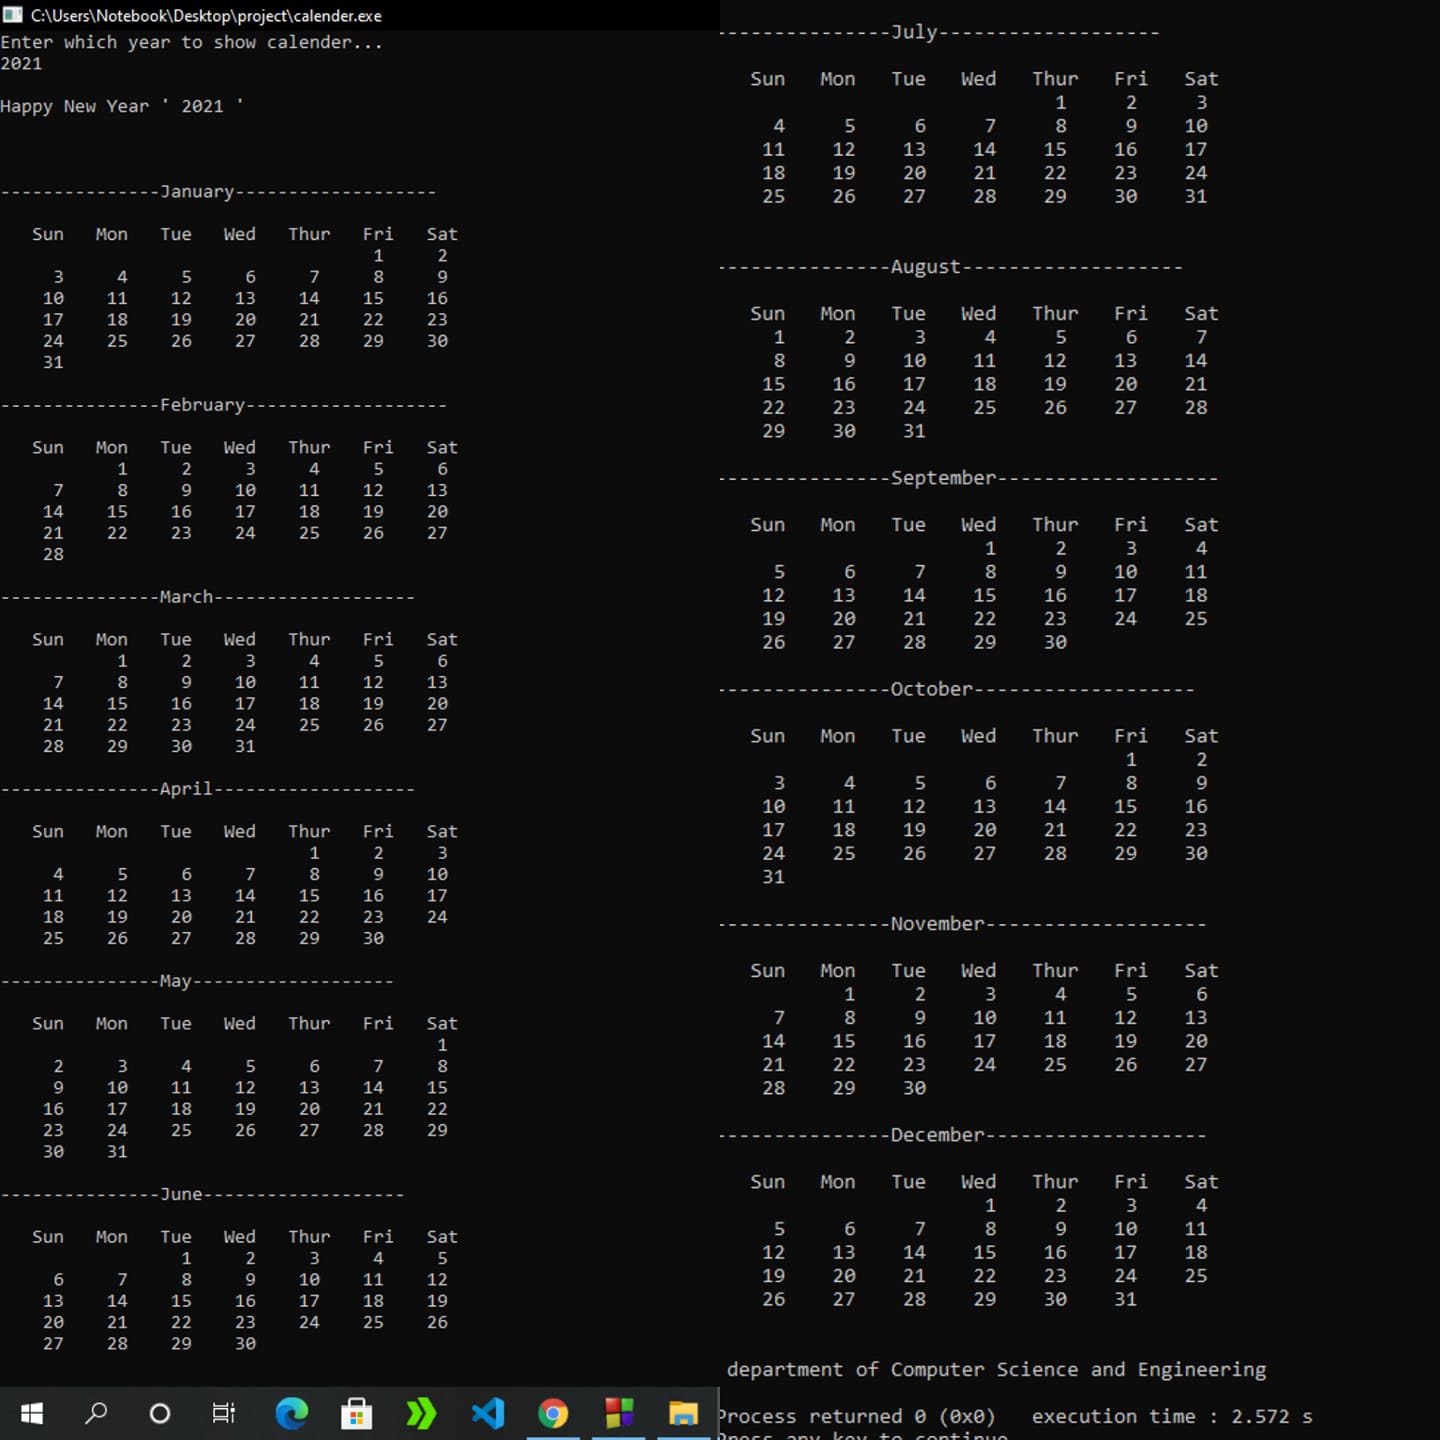 C:\Users\Notebook\Desktop\project\calender.exe
Enter which year to show calender...
2021
Happy New Year ' 2021 '
---------------January-------------------
Sun Mon Tue Wed Thur Fri Sat
1 2
3 4 5 6 7 8 9
10 11 12 13 14 15 16
17 18 19 20 21 22 23
24 25 26 27 28 29 30
31
---------------February-------------------
Sun Mon Tue Wed Thur Fri Sat
1 2 3 4 5 6
7 8 9 10 11 12 13
14 15 16 17 18 19 20
21 22 23 24 25 26 27
28
---------------March-------------------
Sun Mon Tue Wed Thur Fri Sat
1 2 3 4 5 6
7 8 9 10 11 12 13
14 15 16 17 18 19 20
21 22 23 24 25 26 27
28 29 30 31
---------------April-------------------
Sun Mon Tue Wed Thur Fri Sat
1 2 3
4 5 6 7 8 9 10
11 12 13 14 15 16 17
18 19 20 21 22 23 24
25 26 27 28 29 30
---------------May-------------------
Sun Mon Tue Wed Thur Fri Sat
1
2 3 4 5 6 7 8
9 10 11 12 13 14 15
16 17 18 19 20 21 22
23 24 25 26 27 28 29
30 31
---------------June-------------------
Sun Mon Tue Wed Thur Fri Sat
1 2 3 4 5
6 7 8 9 10 11 12
13 14 15 16 17 18 19
20 21 22 23 24 25 26
27 28 29 30
---------------July-------------------
Sun Mon Tue Wed Thur Fri Sat
1 2 3
4 5 6 7 8 9 10
11 12 13 14 15 16 17
18 19 20 21 22 23 24
25 26 27 28 29 30 31
---------------August-------------------
Sun Mon Tue Wed Thur Fri Sat
1 2 3 4 5 6 7
8 9 10 11 12 13 14
15 16 17 18 19 20 21
22 23 24 25 26 27 28
29 30 31
---------------September-------------------
Sun Mon Tue Wed Thur Fri Sat
1 2 3 4
5 6 7 8 9 10 11
12 13 14 15 16 17 18
19 20 21 22 23 24 25
26 27 28 29 30
---------------October-------------------
Sun Mon Tue Wed Thur Fri Sat
1 2
3 4 5 6 7 8 9
10 11 12 13 14 15 16
17 18 19 20 21 22 23
24 25 26 27 28 29 30
31
---------------November-------------------
Sun Mon Tue Wed Thur Fri Sat
1 2 3 4 5 6
7 8 9 10 11 12 13
14 15 16 17 18 19 20
21 22 23 24 25 26 27
28 29 30
---------------December-------------------
Sun Mon Tue Wed Thur Fri Sat
1 2 3 4
5 6 7 8 9 10 11
12 13 14 15 16 17 18
19 20 21 22 23 24 25
26 27 28 29 30 31
department of Computer Science and Engineering
Process returned 0 (0x0) execution time : 2.572 s
Press any key to continue